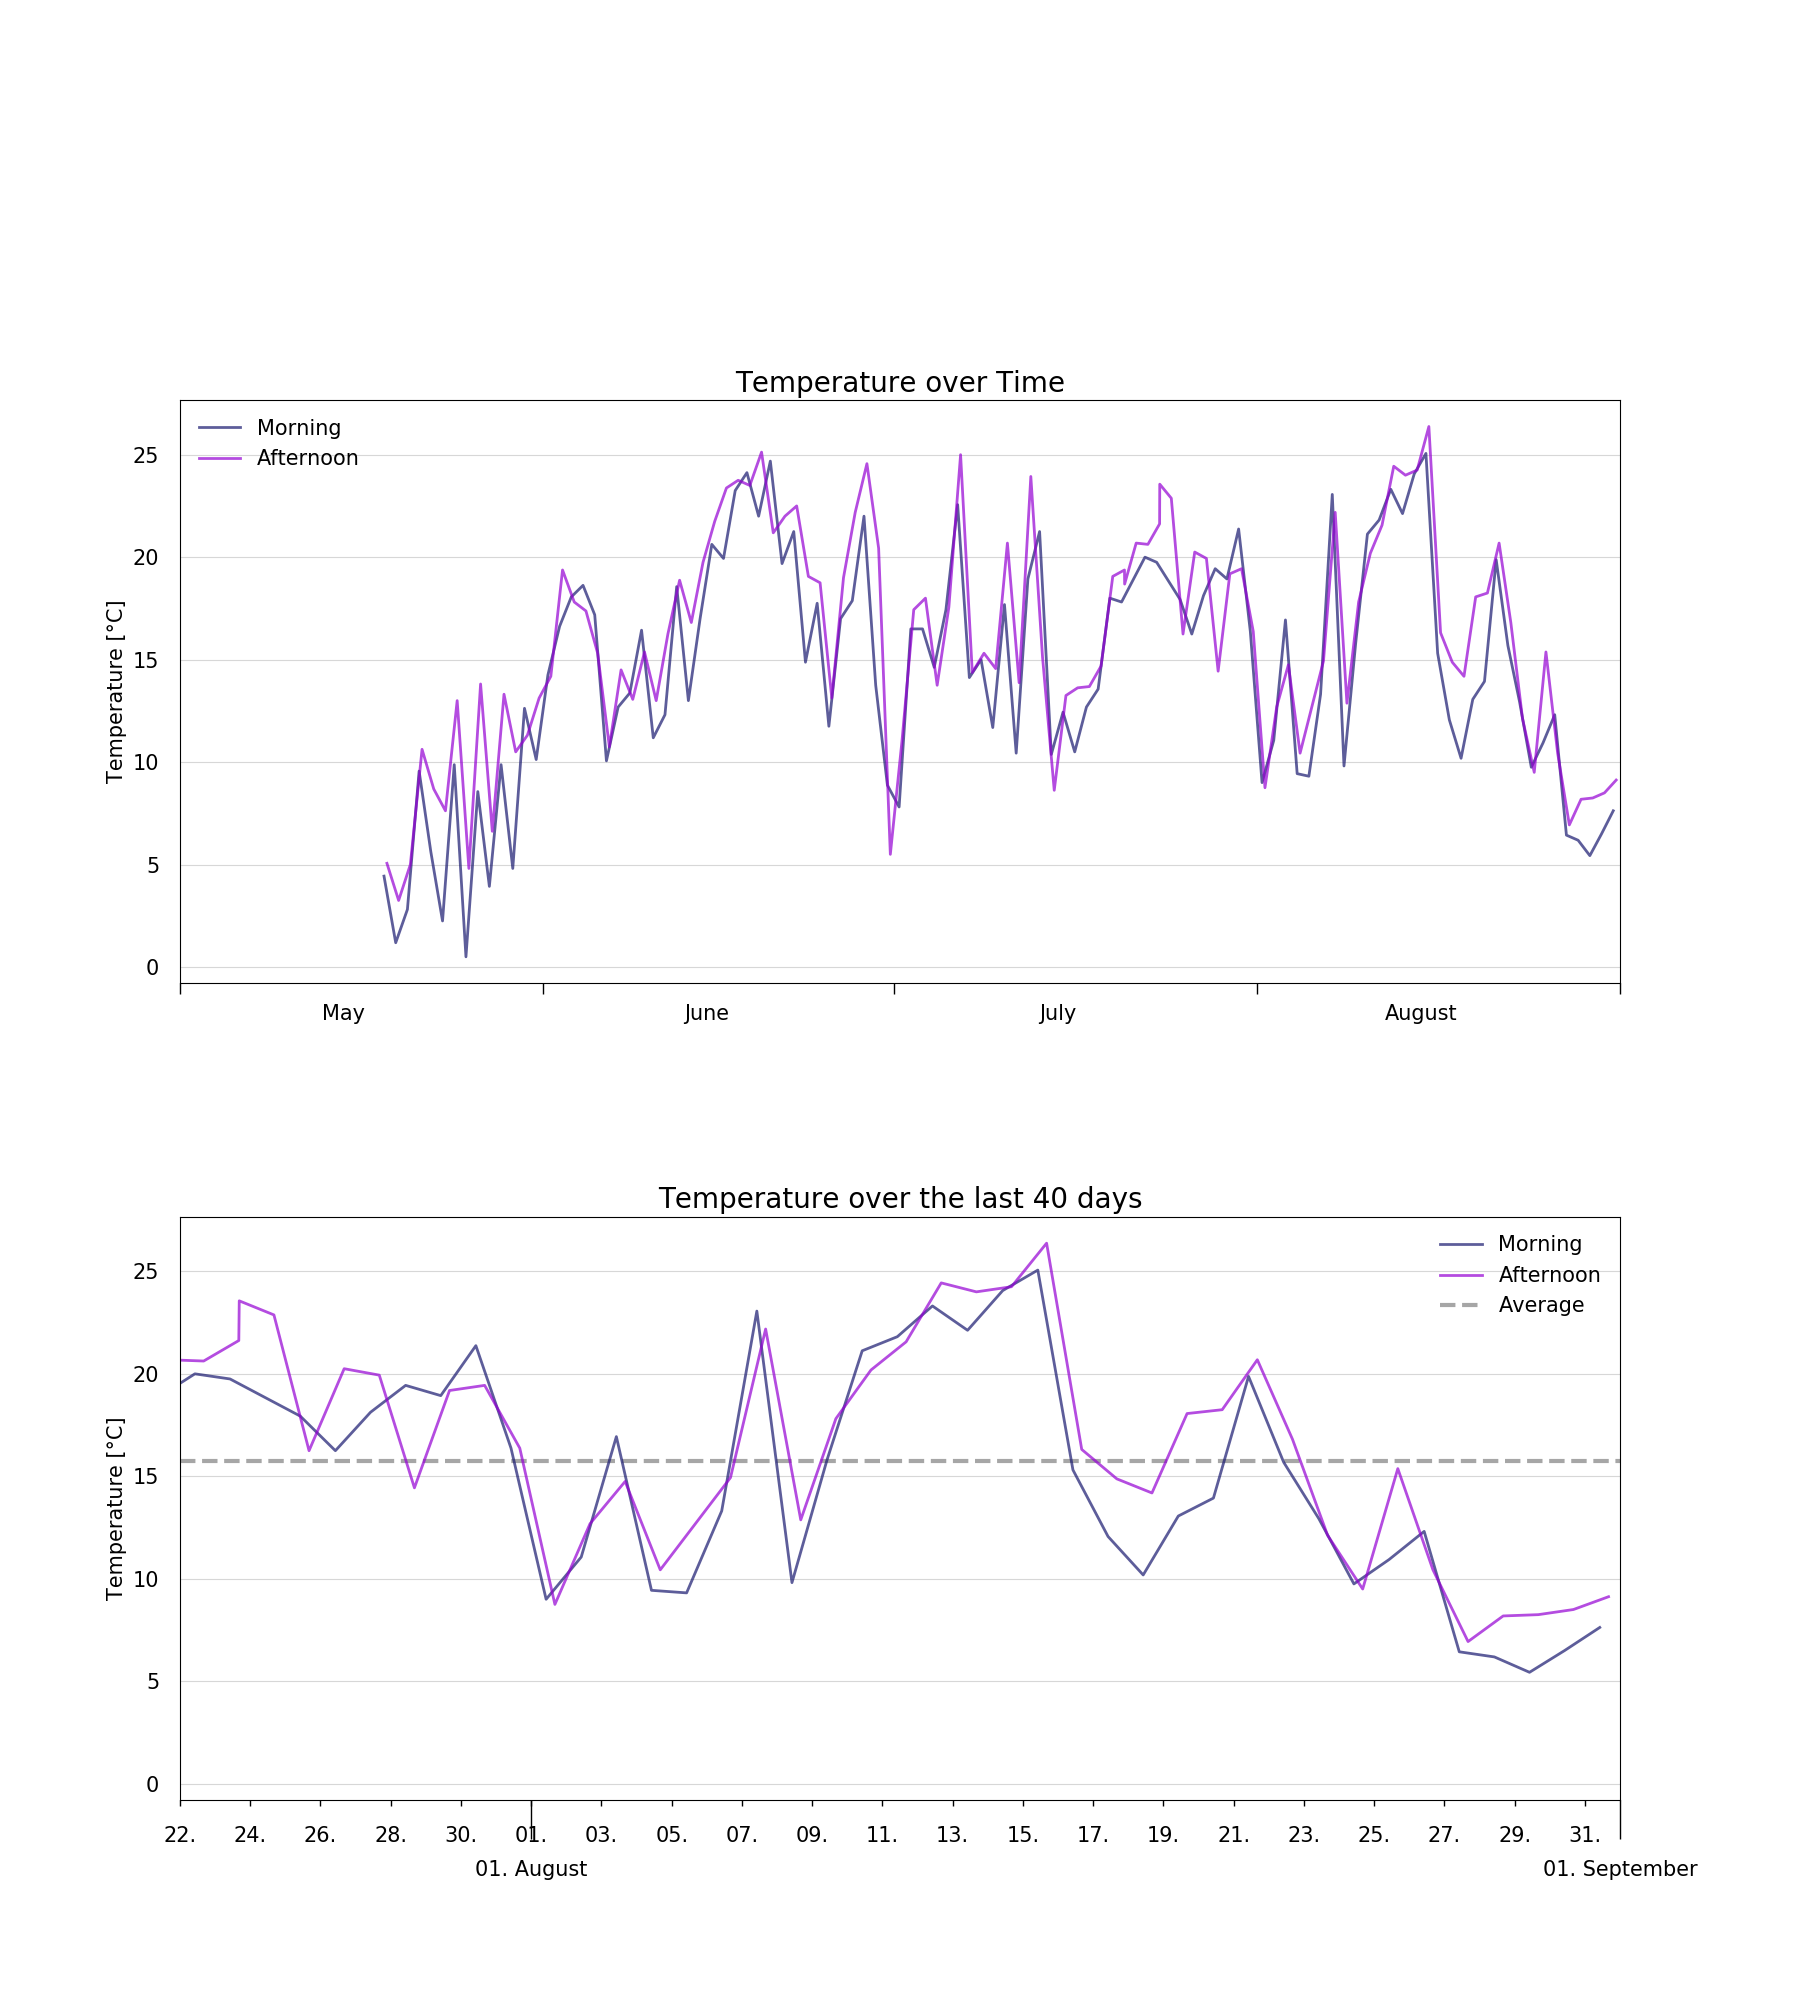 Temperature over Time
Morning
Afternoon
Temperature [°C]
25
20
15
10
5
0
May June July August
Temperature over the last 40 days
Morning
Afternoon
Average
Temperature [°C]
25
20
15
10
5
0
22. 24. 26. 28. 30. 01. 03. 05. 07. 09. 11. 13. 15. 17. 19. 21. 23. 25. 27. 29. 31.
01. August 01. September